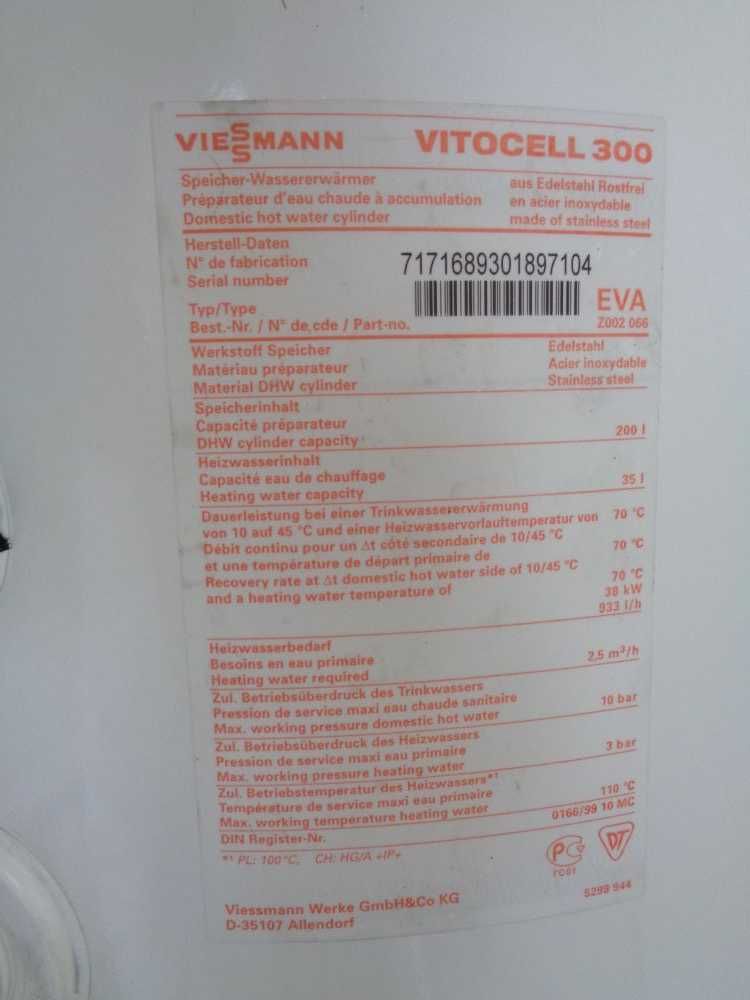 VIESSMANN VITOCELL 300
Speicher-Wassererwärmer aus Edelstahl Rostfrei
Préparateur d'eau chaude à accumulation en acier inoxydable
Domestic hot water cylinder made of stainless steel
Herstell-Daten
N° de fabrication 7171689301897104
Serial number
Typ/Type EVA
Best.-Nr. / N° de cde / Part-no. Z002 066
Werkstoff Speicher Edelstahl
Matériau préparateur Acier inoxydable
Material DHW cylinder Stainless steel
Speicherinhalt
Capacité préparateur
DHW cylinder capacity 200 l
Heizwasserinhalt
Capacité eau de chauffage
Heating water capacity 35 l
Dauerleistung bei einer Trinkwassererwärmung
von 10 auf 45 °C und einer Heizwasservorlauftemperatur von 70 °C
Débit continu pour un Δt côté secondaire de 10/45 °C
et une température de départ primaire de 70 °C
Recovery rate at Δt domestic hot water side of 10/45 °C
and a heating water temperature of 70 °C
38 kW
933 l/h
Heizwasserbedarf
Besoins en eau primaire
Heating water required 2,5 m³/h
Zul. Betriebsüberdruck des Trinkwassers
Pression de service maxi eau chaude sanitaire
Max. working pressure domestic hot water 10 bar
Zul. Betriebsüberdruck des Heizwassers
Pression de service maxi eau primaire
Max. working pressure heating water 3 bar
Zul. Betriebstemperatur des Heizwassers*¹
Température de service maxi eau primaire
Max. working temperature heating water 110 °C
DIN Register-Nr. 0166/99 10 MC
*¹ PL: 100°C, CH: HG/A +IP+
PC DT
ГC01
5299 944
Viessmann Werke GmbH&Co KG
D-35107 Allendorf